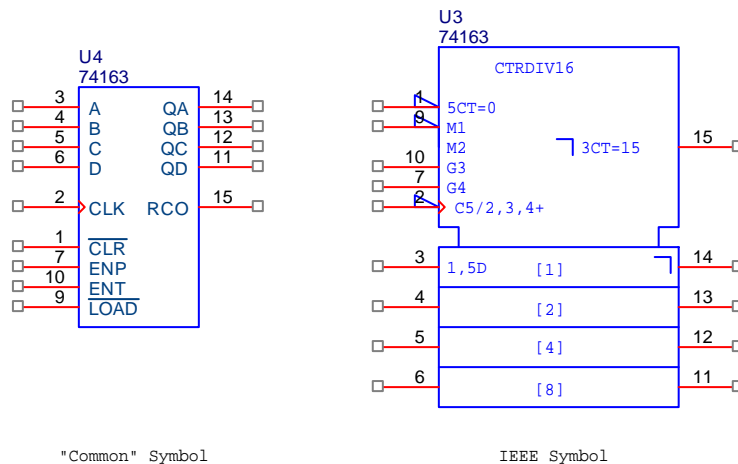 U4
74163
3 A QA 14
4 B QB 13
5 C QC 12
6 D QD 11
2 CLK RCO 15
1 CLR
7 ENP
10 ENT
9 LOAD
"Common" Symbol
U3
74163
CTRDIV16
1 5CT=0
9 M1
M2 3CT=15 15
10 G3
7 G4
2 C5/2,3,4+
3 1,5D [1] 14
4 [2] 13
5 [4] 12
6 [8] 11
IEEE Symbol